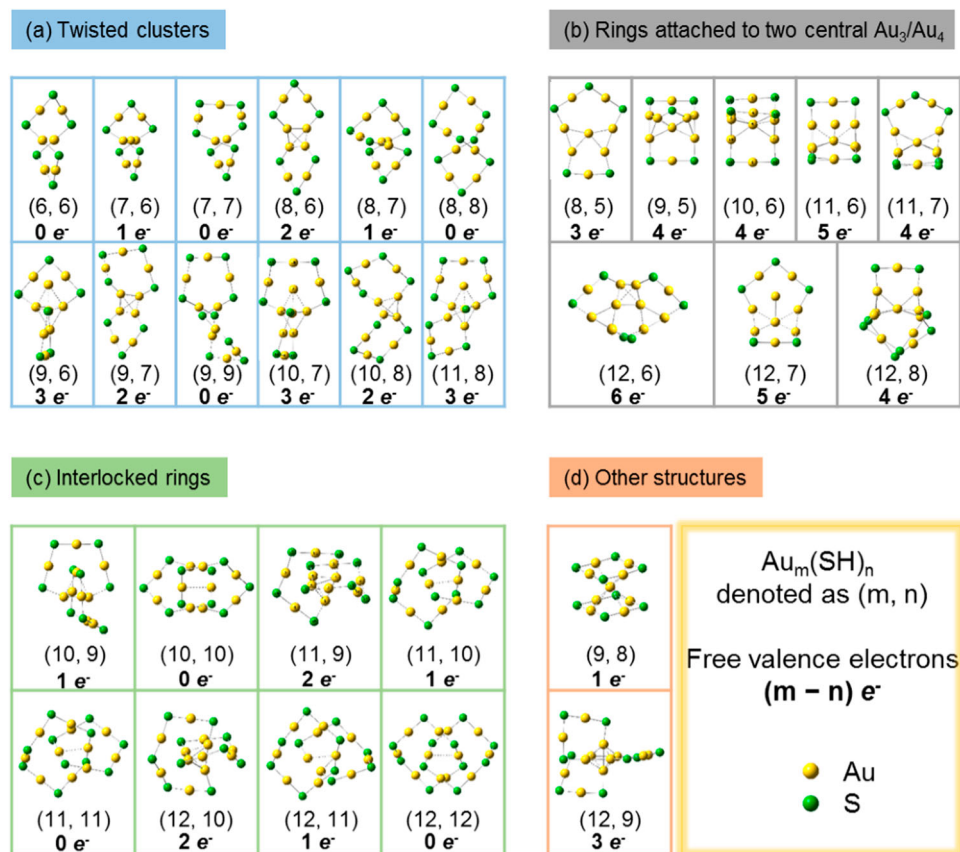 (a) Twisted clusters
(6, 6) (7, 6) (7, 7) (8, 6) (8, 7) (8, 8)
0 e⁻ 1 e⁻ 0 e⁻ 2 e⁻ 1 e⁻ 0 e⁻
(9, 6) (9, 7) (9, 9) (10, 7) (10, 8) (11, 8)
3 e⁻ 2 e⁻ 0 e⁻ 3 e⁻ 2 e⁻ 3 e⁻
(b) Rings attached to two central Au₃/Au₄
(8, 5) (9, 5) (10, 6) (11, 6) (11, 7)
3 e⁻ 4 e⁻ 4 e⁻ 5 e⁻ 4 e⁻
(12, 6) (12, 7) (12, 8)
6 e⁻ 5 e⁻ 4 e⁻
(c) Interlocked rings
(10, 9) (10, 10) (11, 9) (11, 10)
1 e⁻ 0 e⁻ 2 e⁻ 1 e⁻
(11, 11) (12, 10) (12, 11) (12, 12)
0 e⁻ 2 e⁻ 1 e⁻ 0 e⁻
(d) Other structures
(9, 8)
1 e⁻
(12, 9)
3 e⁻
Auₘ(SH)ₙ
denoted as (m, n)
Free valence electrons
(m − n) e⁻
Au
S